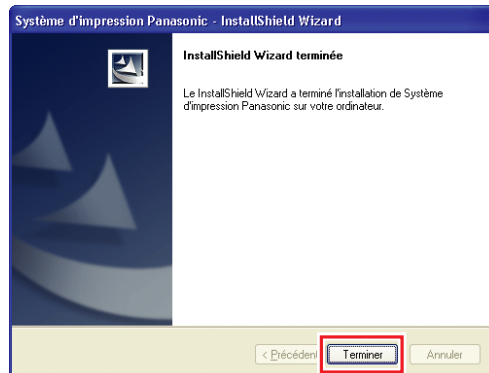 Système d'impression Panasonic - InstallShield Wizard
InstallShield Wizard terminée
Le InstallShield Wizard a terminé l'installation de Système
d'impression Panasonic sur votre ordinateur.
< Précéden Terminer Annuler